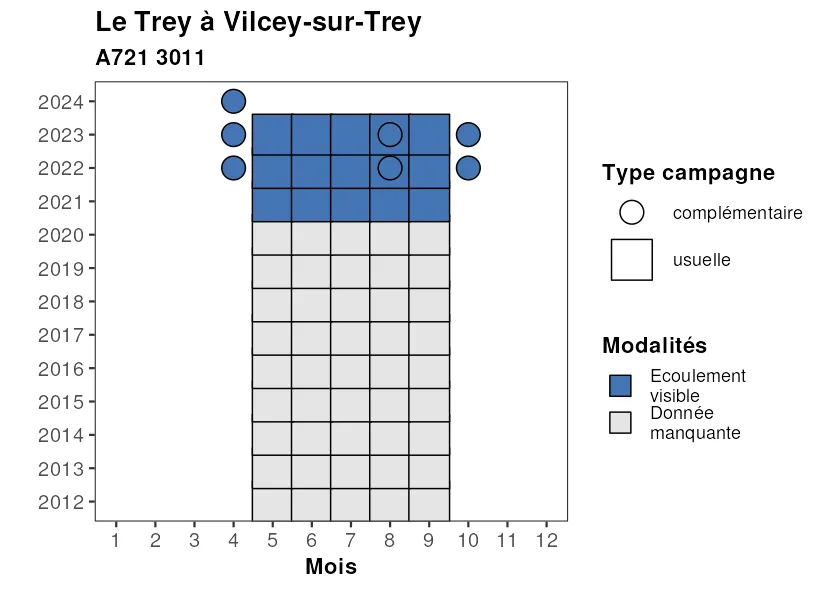 Le Trey à Vilcey-sur-Trey
A721 3011
2024
2023
2022
2021
2020
2019
2018
2017
2016
2015
2014
2013
2012
1 2 3 4 5 6 7 8 9 10 11 12
Mois
Type campagne
complémentaire
usuelle
Modalités
Ecoulement
visible
Donnée
manquante